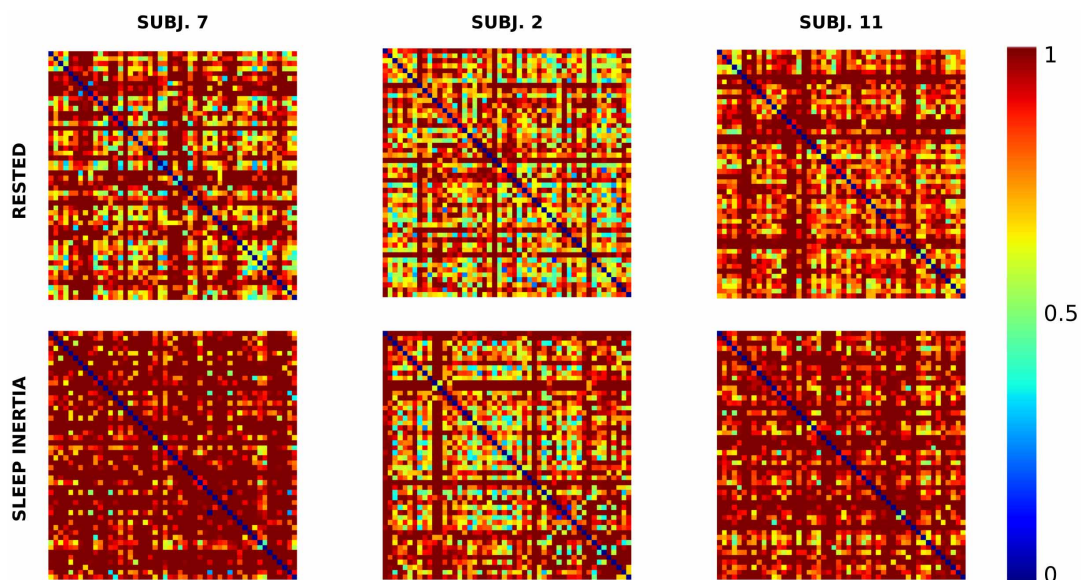 SUBJ. 7 SUBJ. 2 SUBJ. 11
RESTED
SLEEP INERTIA
1
0.5
0